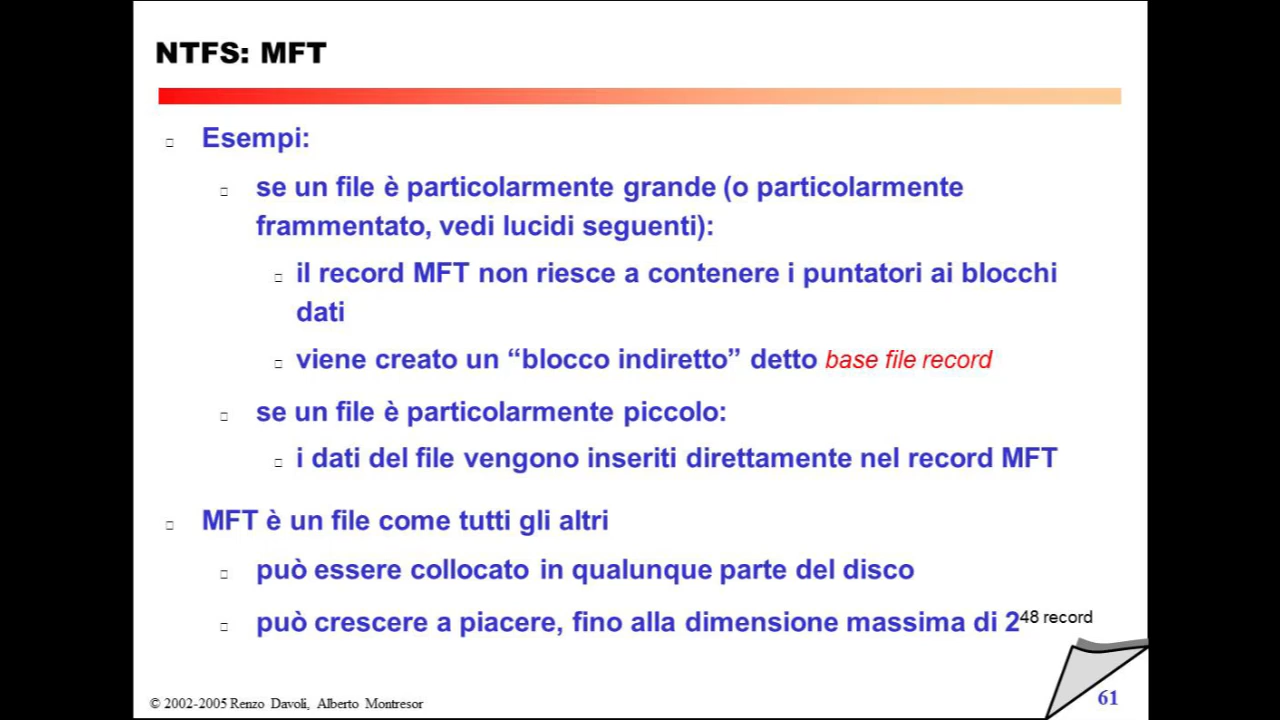 NTFS: MFT
Esempi:
se un file è particolarmente grande (o particolarmente
frammentato, vedi lucidi seguenti):
il record MFT non riesce a contenere i puntatori ai blocchi
dati
viene creato un “blocco indiretto” detto base file record
se un file è particolarmente piccolo:
i dati del file vengono inseriti direttamente nel record MFT
MFT è un file come tutti gli altri
può essere collocato in qualunque parte del disco
può crescere a piacere, fino alla dimensione massima di 2^48 record
© 2002-2005 Renzo Davoli, Alberto Montresor
61